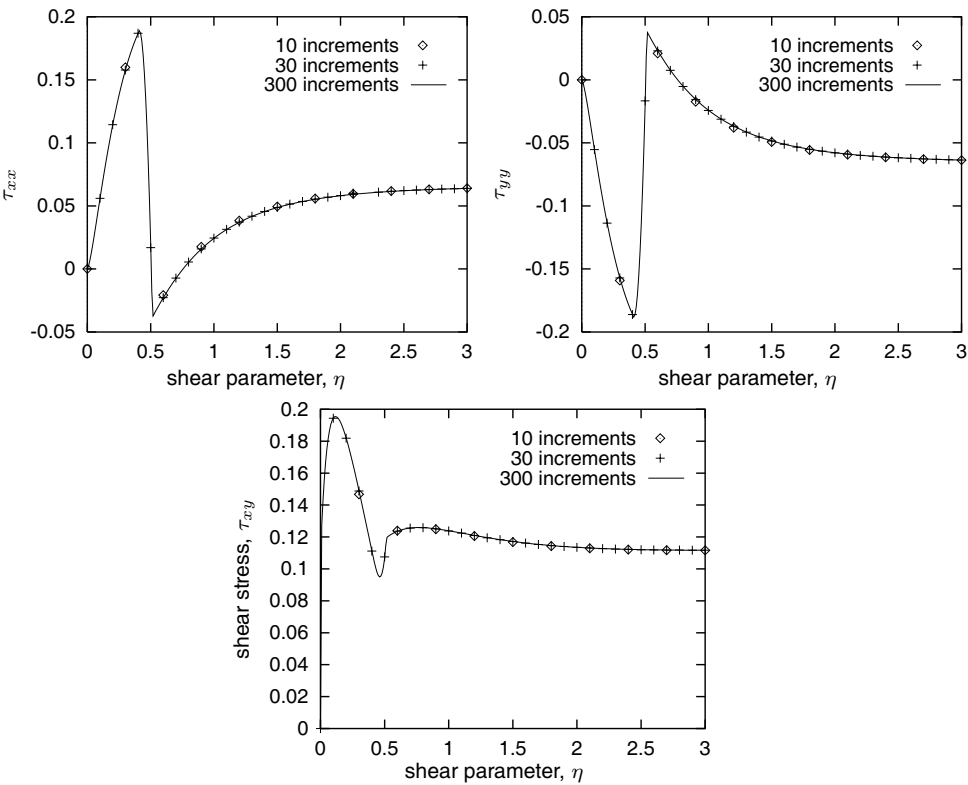 0.2
0.15
0.1
0.05
0
-0.05
τxx
10 increments
30 increments
300 increments
0 0.5 1 1.5 2 2.5 3
shear parameter, η
0.05
0
-0.05
-0.1
-0.15
-0.2
τyy
10 increments
30 increments
300 increments
0 0.5 1 1.5 2 2.5 3
shear parameter, η
0.2
0.18
0.16
0.14
0.12
0.1
0.08
0.06
0.04
0.02
0
shear stress, τxy
10 increments
30 increments
300 increments
0 0.5 1 1.5 2 2.5 3
shear parameter, η